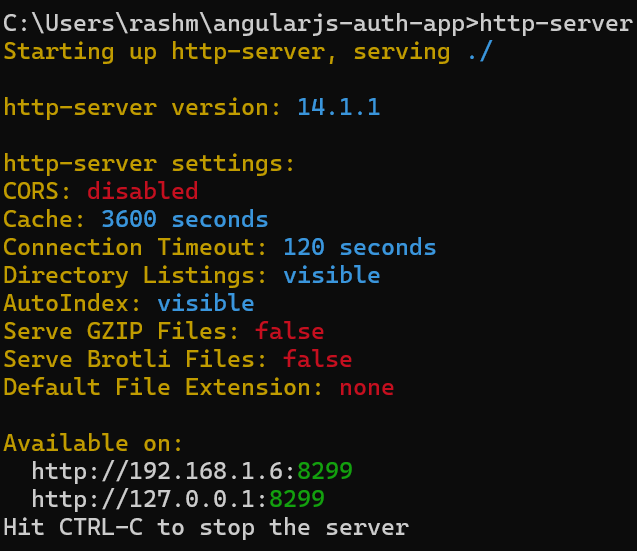 C:\Users\rashm\angularjs-auth-app>http-server
Starting up http-server, serving ./
http-server version: 14.1.1
http-server settings:
CORS: disabled
Cache: 3600 seconds
Connection Timeout: 120 seconds
Directory Listings: visible
AutoIndex: visible
Serve GZIP Files: false
Serve Brotli Files: false
Default File Extension: none
Available on:
  http://192.168.1.6:8299
  http://127.0.0.1:8299
Hit CTRL-C to stop the server